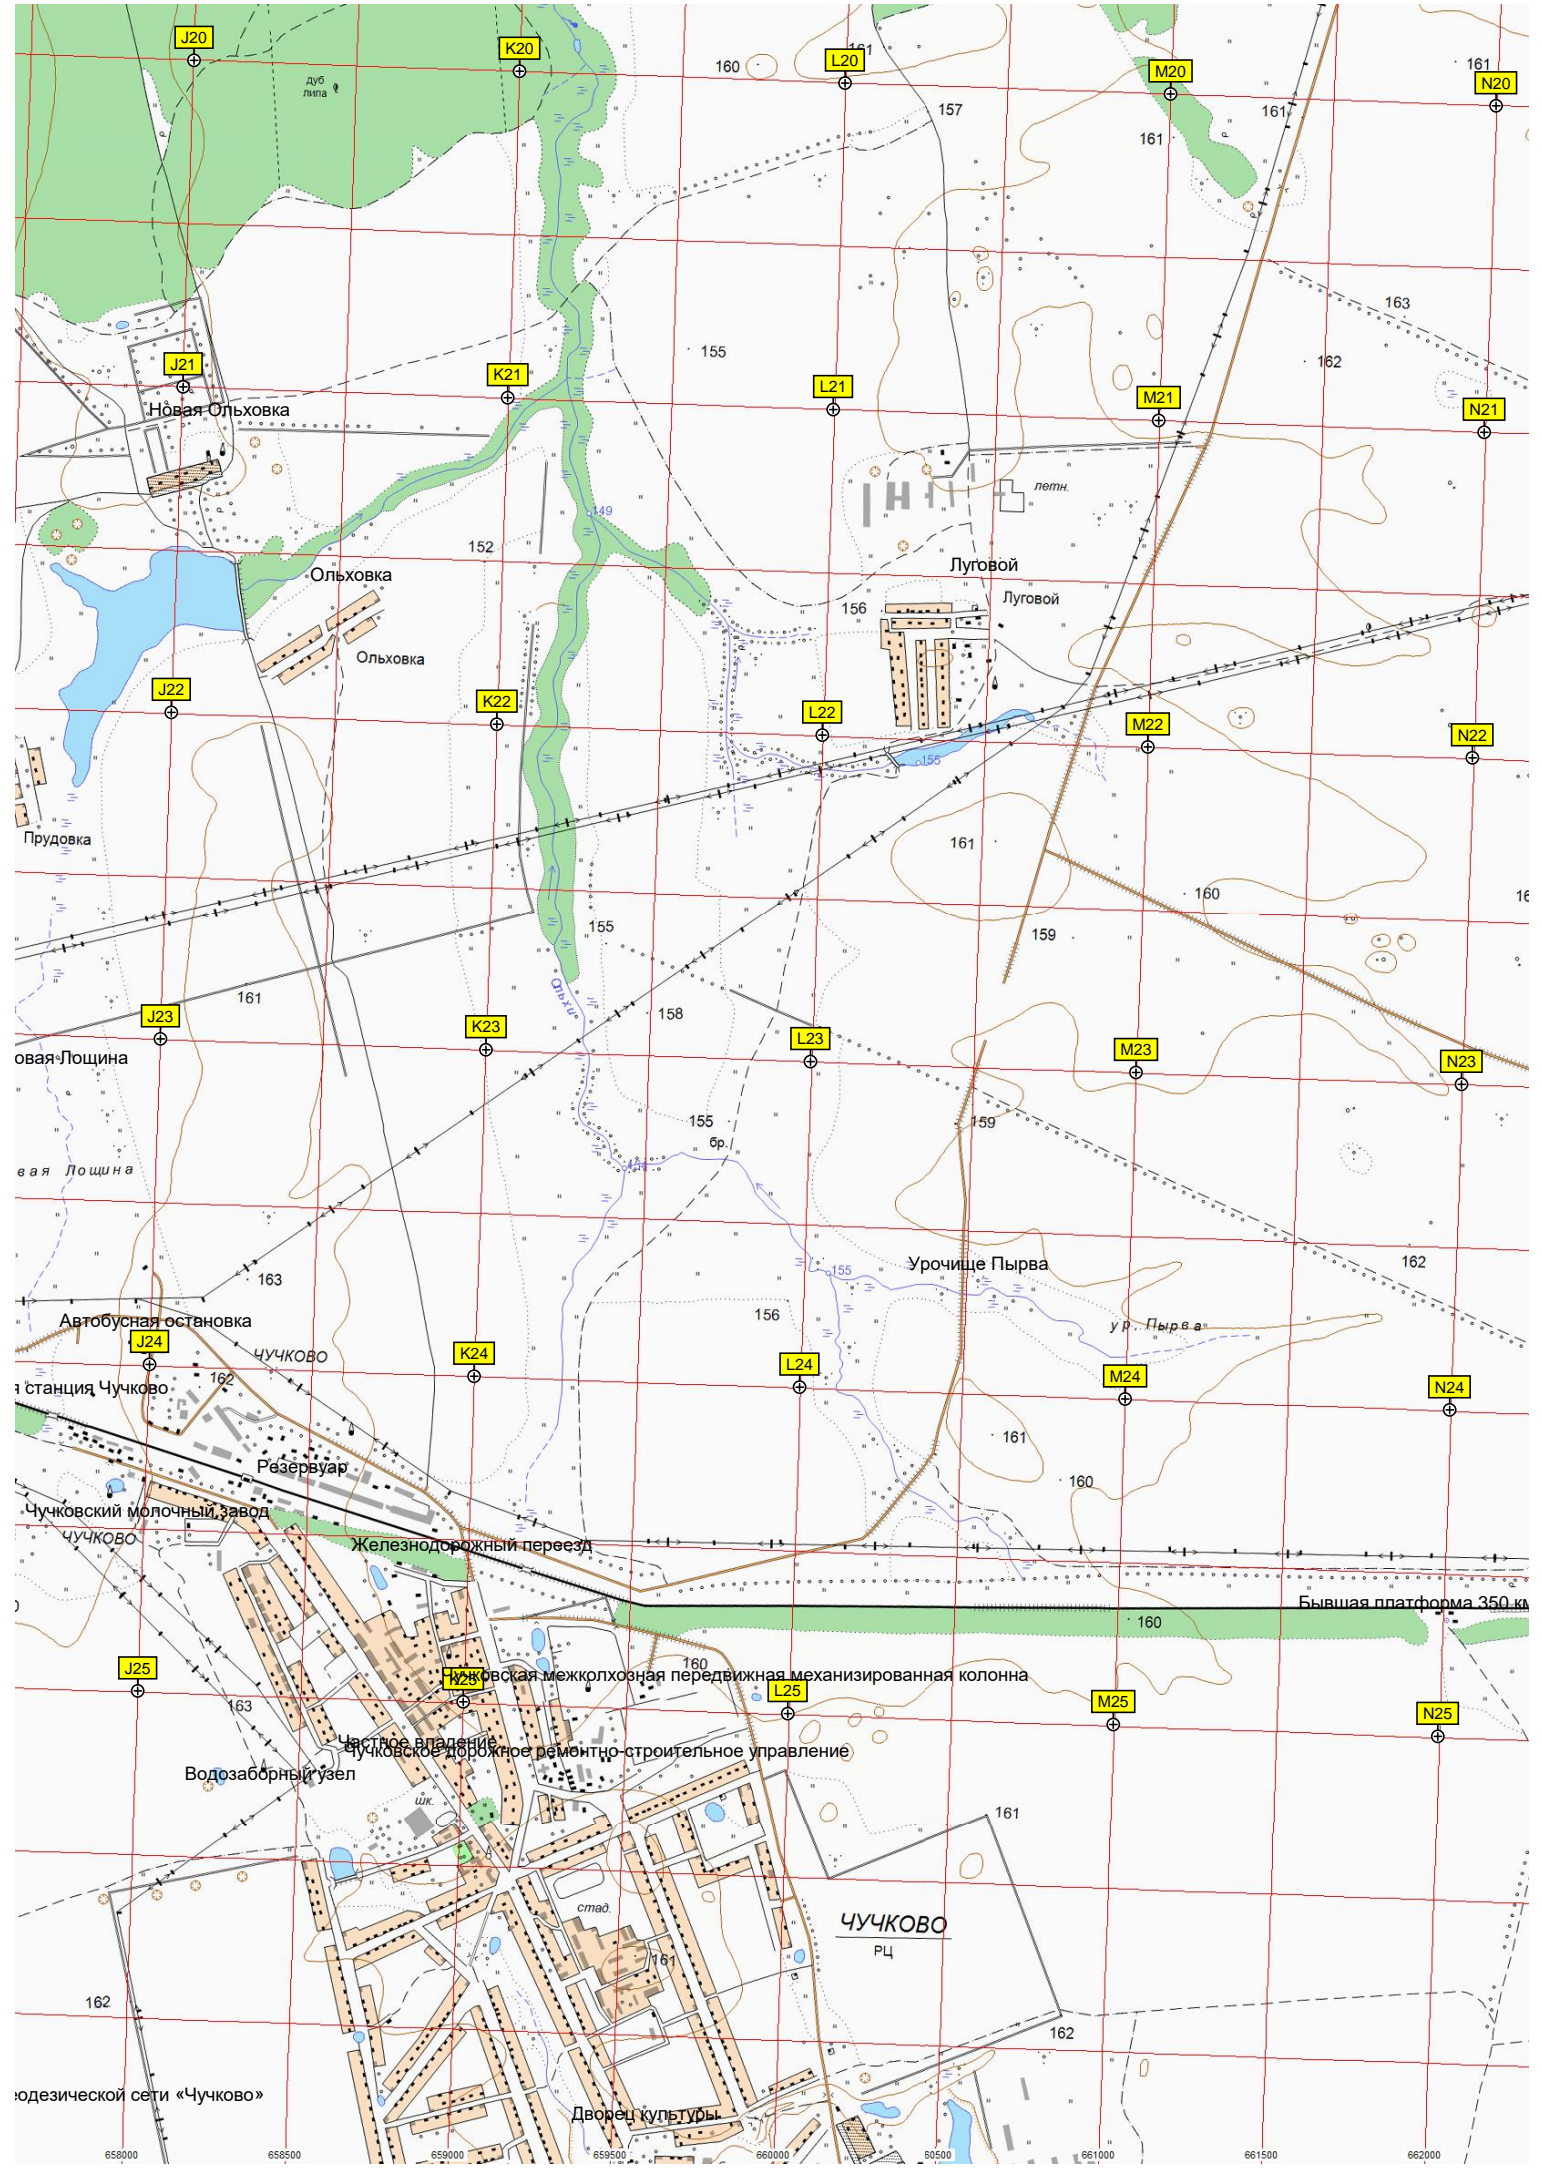 J20
K20
161
L20
160
M20
161
N20
дуб
липа
157
161
161
163
155
162
J21
K21
L21
M21
N21
Новая Ольховка
летн.
149
152
Ольховка
Луговой
156
Луговой
Ольховка
J22
K22
L22
M22
N22
155
Прудовка
161
160
16
155
159
161
Ольхи
158
J23
K23
L23
M23
N23
овая Лощина
155
159
бр.
вая Лощина
154
163
155
Урочище Пырва
162
156
ур. Пырва
Автобусная остановка
J24
ЧУЧКОВО
K24
L24
M24
N24
162
я станция Чучково
161
Резервуар
160
Чучковский молочный завод
ЧУЧКОВО
Железнодорожный переезд
Бывшая платформа 350 км
160
160
J25
Чучковская межколхозная передвижная механизированная колонна
K25
L25
M25
N25
163
Частное владение
Чучковское дорожное ремонтно-строительное управление
Водозаборный узел
шк.
161
стад.
ЧУЧКОВО
РЦ
161
162
162
еодезической сети «Чучково»
Дворец культуры
658000
658500
659000
659500
660000
60500
661000
661500
662000